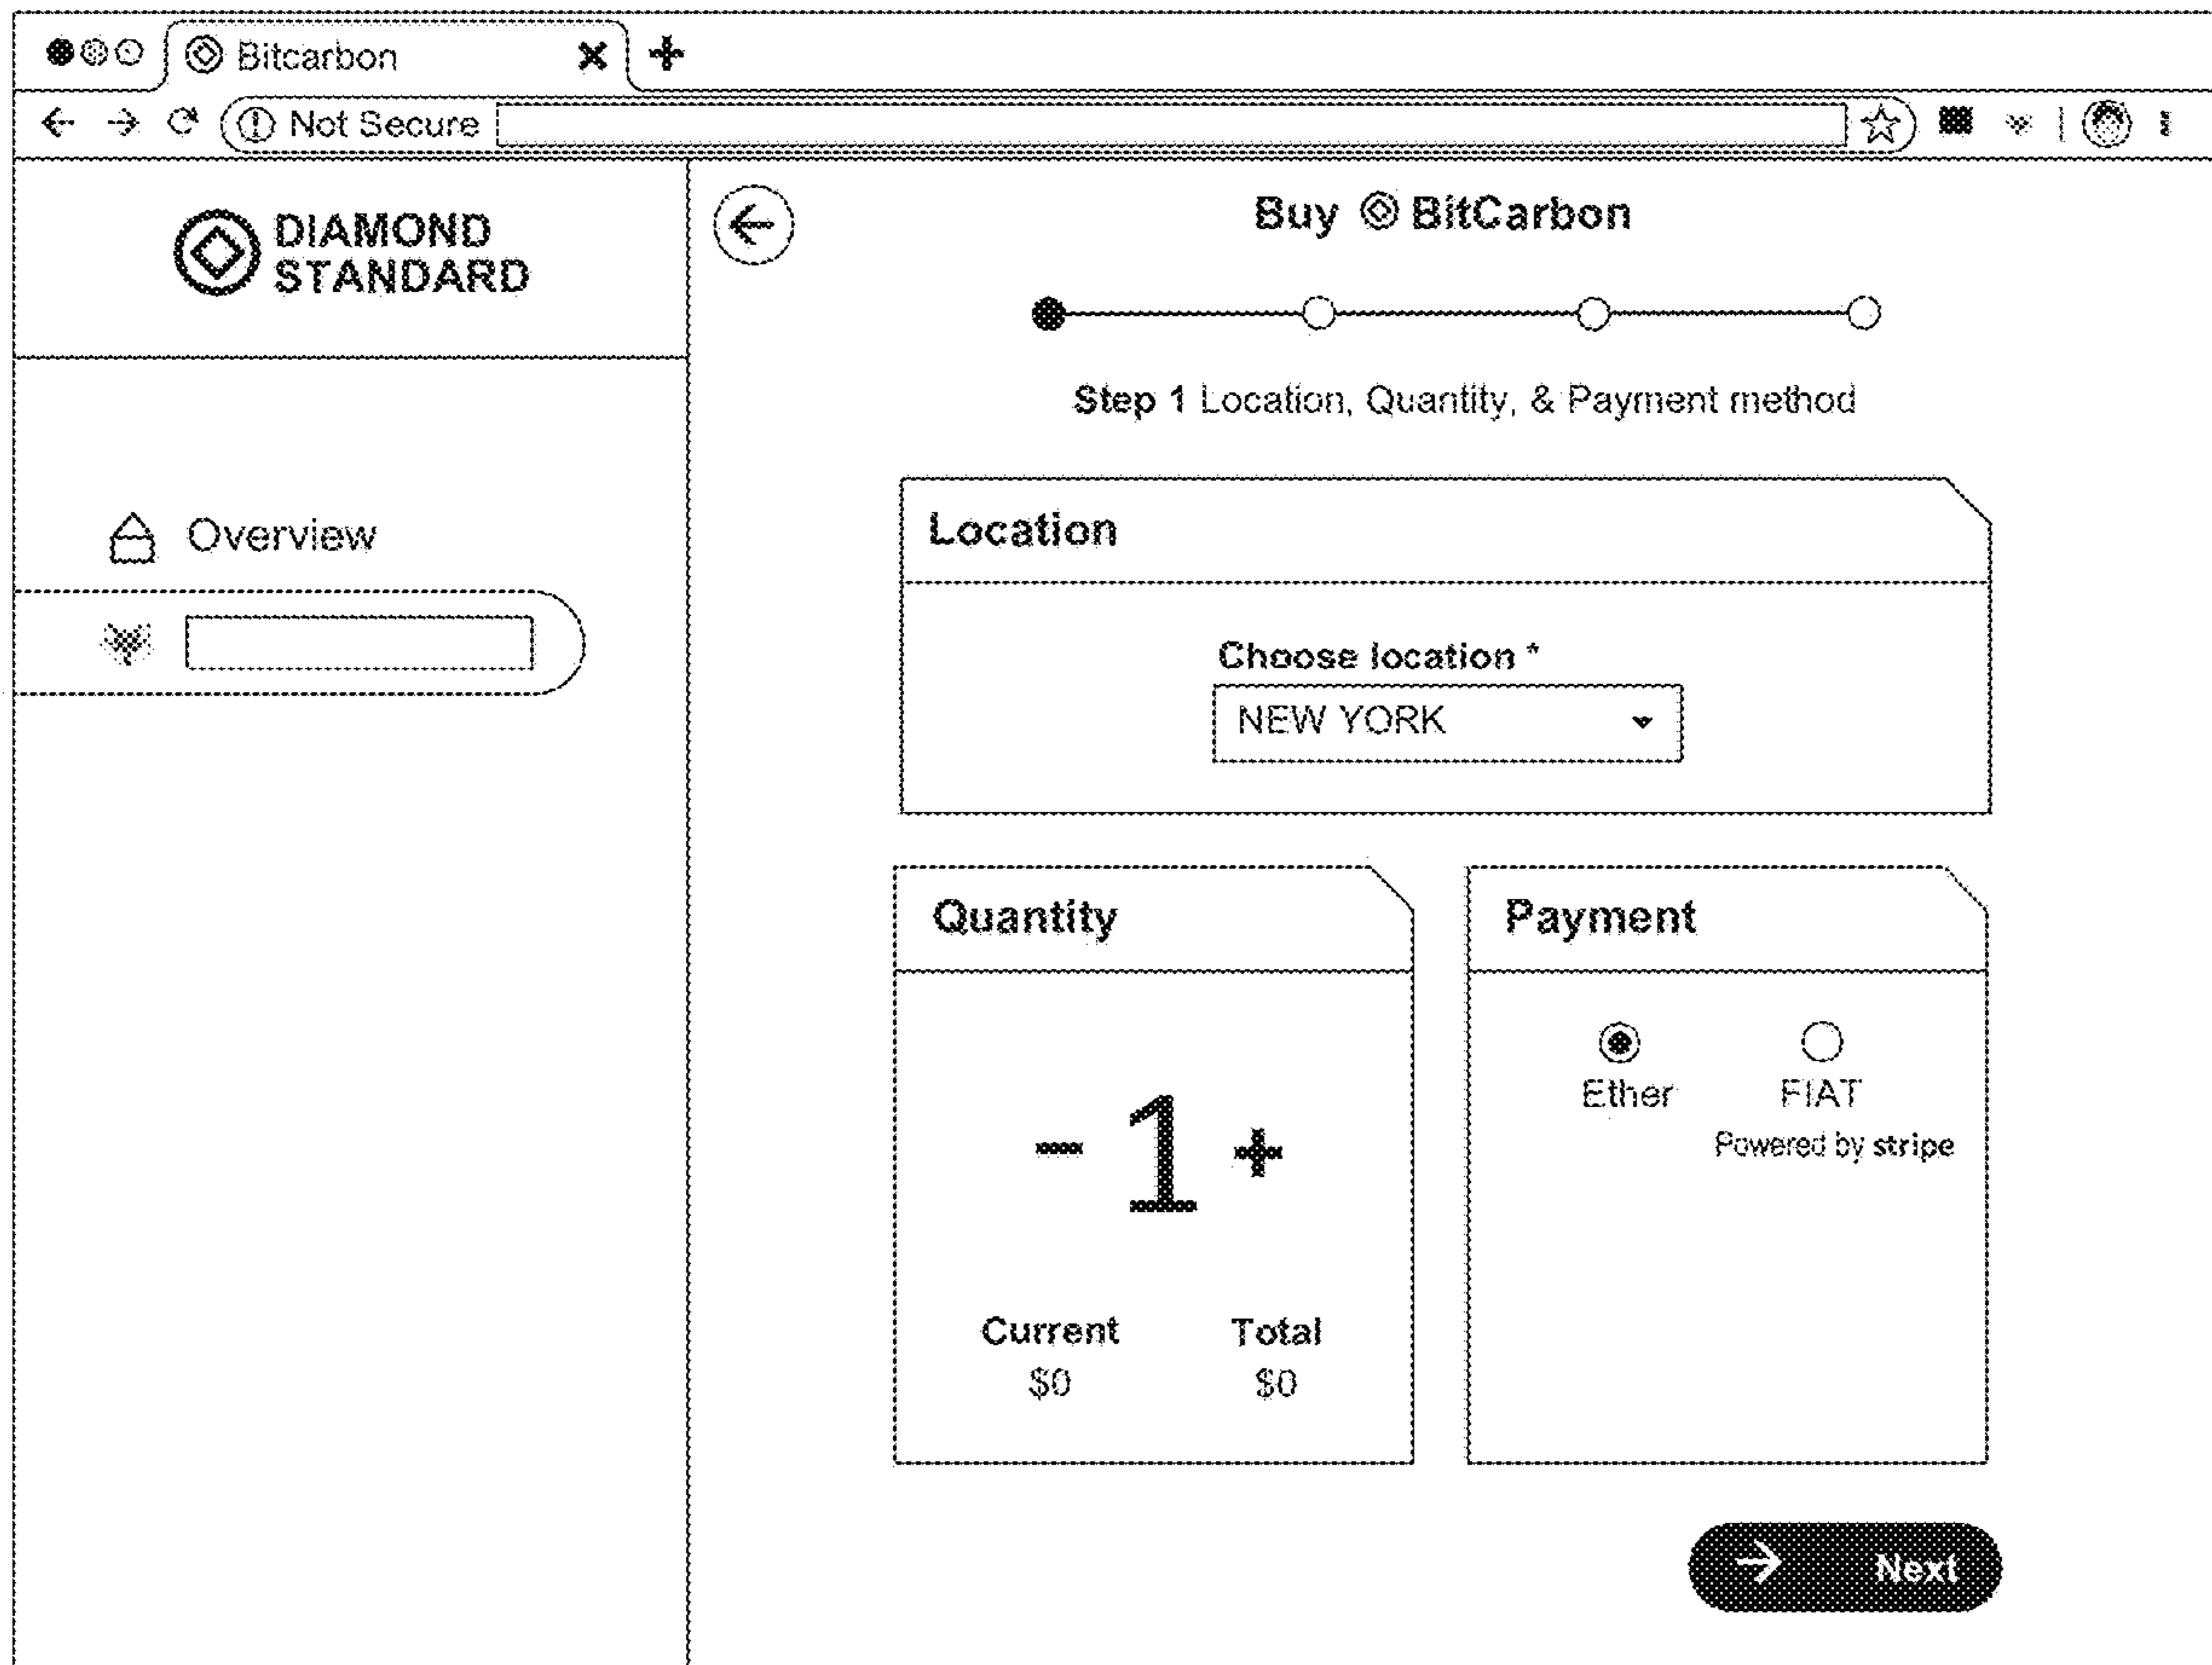 Bitcarbon
Not Secure
DIAMOND
STANDARD
Overview
Buy BitCarbon
Step 1 Location, Quantity, & Payment method
Location
Choose location *
NEW YORK
Quantity
- 1 +
Current Total
$0 $0
Payment
Ether FIAT
Powered by stripe
Next